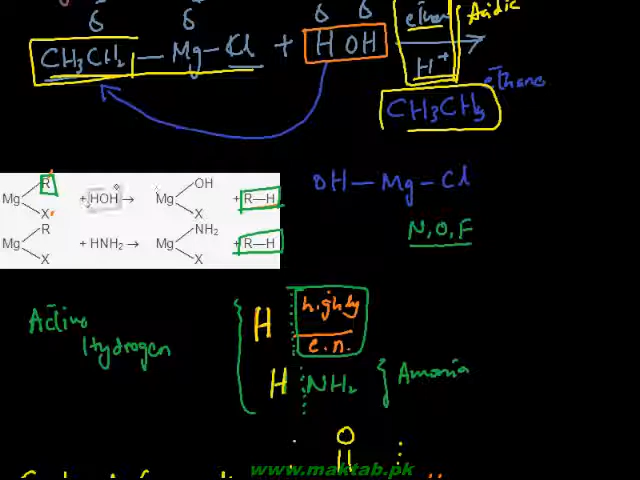 δ δ δ δ
CH₃CH₂ — Mg — Cl + H OH ether H⁺ Acidic
CH₃CH₃ ethane
OH — Mg — Cl
N, O, F
Mg R X + HOH → Mg OH X + R—H
Mg R X + HNH₂ → Mg NH₂ X + R—H
Active
Hydrogen
H highly
e.n.
H NH₂ Amonia
O
www.maktab.pk